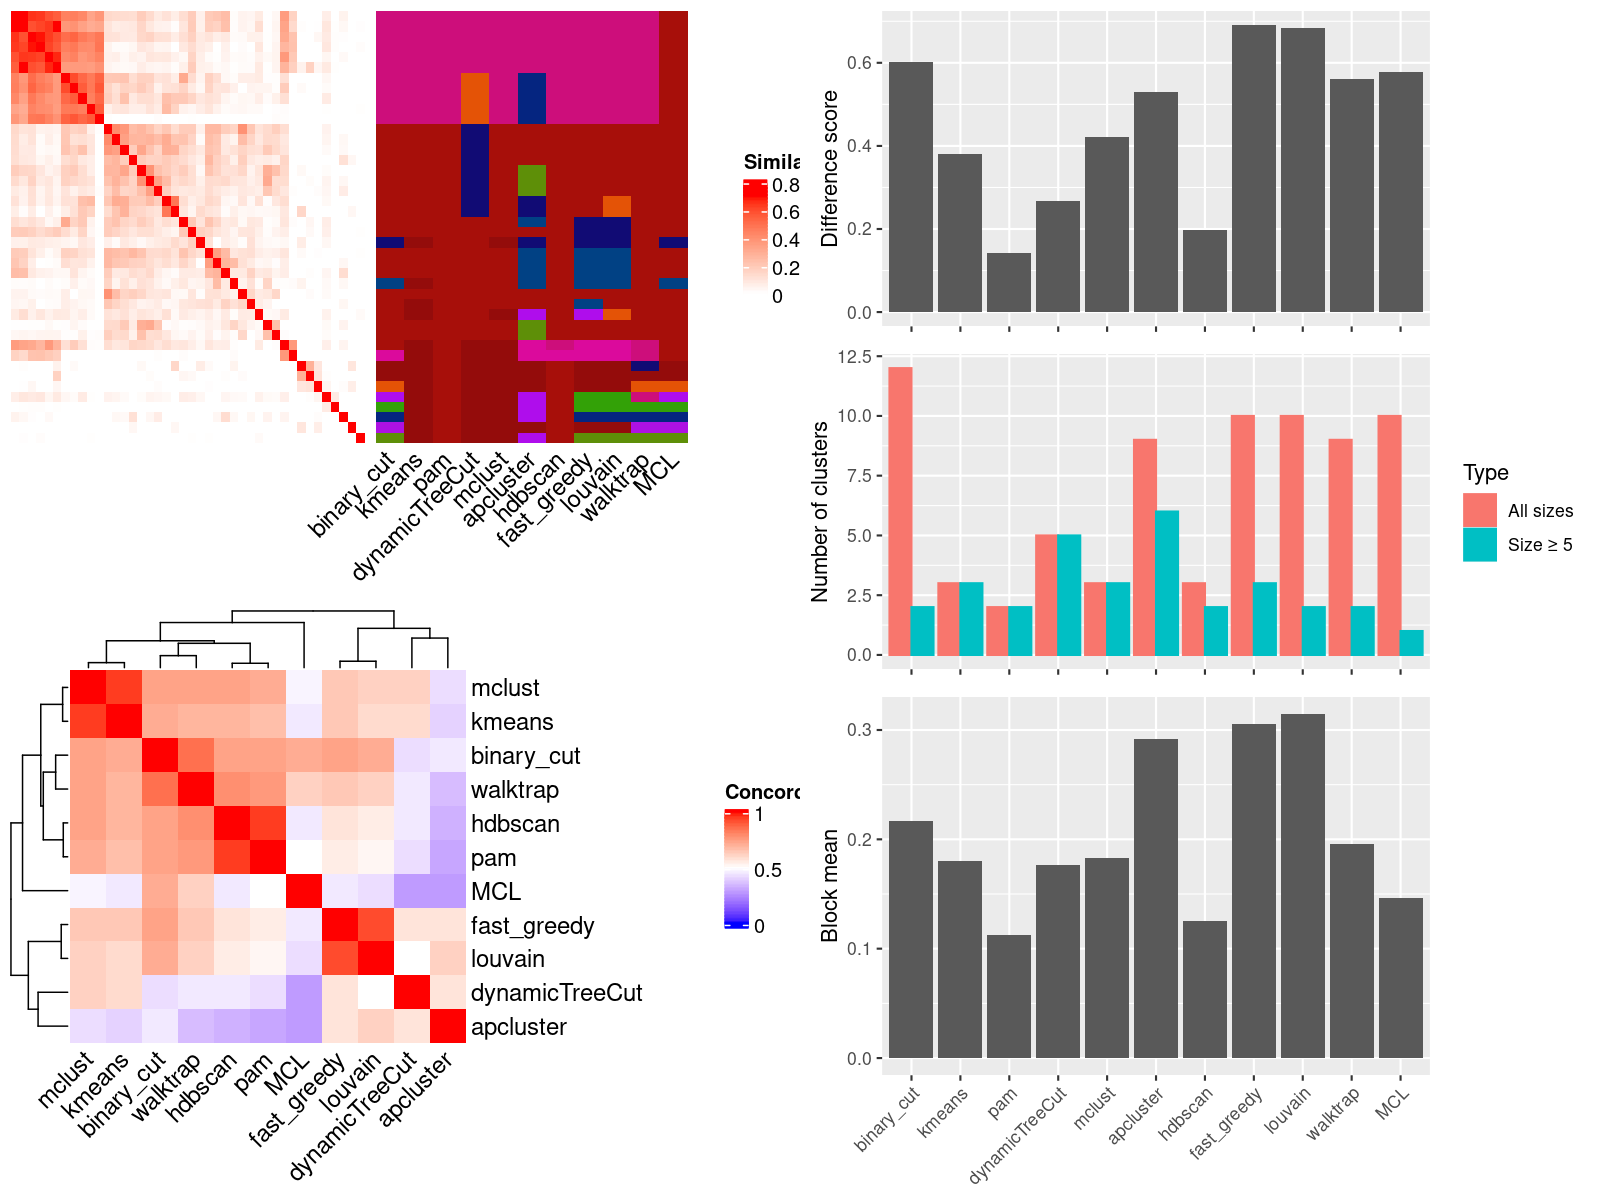 Simila
0.8
0.6
0.4
0.2
0
binary_cut
kmeans
pam
dynamicTreeCut
mclust
apcluster
hdbscan
fast_greedy
louvain
walktrap
MCL
mclust
kmeans
binary_cut
walktrap
hdbscan
pam
MCL
fast_greedy
louvain
dynamicTreeCut
apcluster
mclust
kmeans
binary_cut
walktrap
hdbscan
pam
MCL
fast_greedy
louvain
dynamicTreeCut
apcluster
Concord
1
0.5
0
Difference score
0.6
0.4
0.2
0.0
Number of clusters
12.5
10.0
7.5
5.0
2.5
0.0
Type
All sizes
Size ≥ 5
Block mean
0.3
0.2
0.1
0.0
binary_cut
kmeans
pam
dynamicTreeCut
mclust
apcluster
hdbscan
fast_greedy
louvain
walktrap
MCL